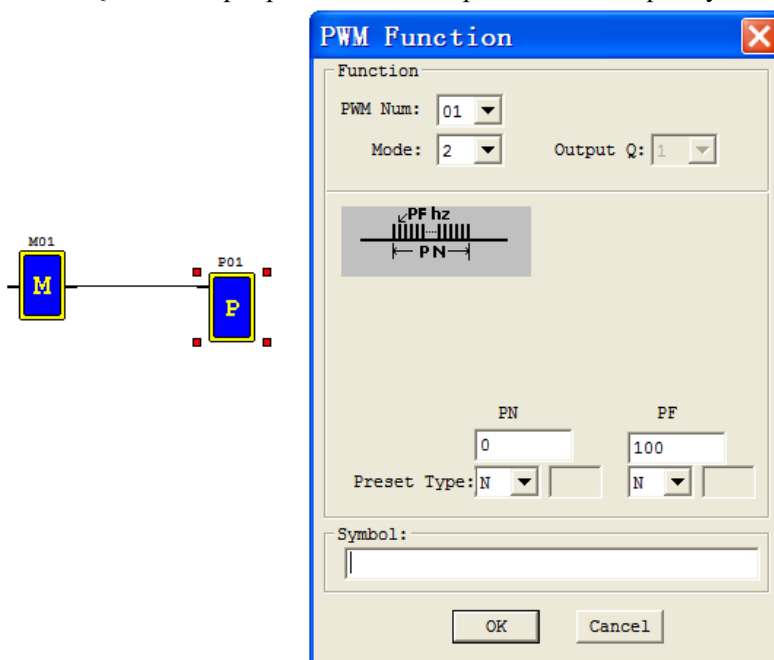 PWM Function
Function
PWM Num: 01
Mode: 2 Output Q: 1
PF hz
PN
M01
M
P01
P
PN PF
0 100
Preset Type: N N
Symbol:
OK Cancel